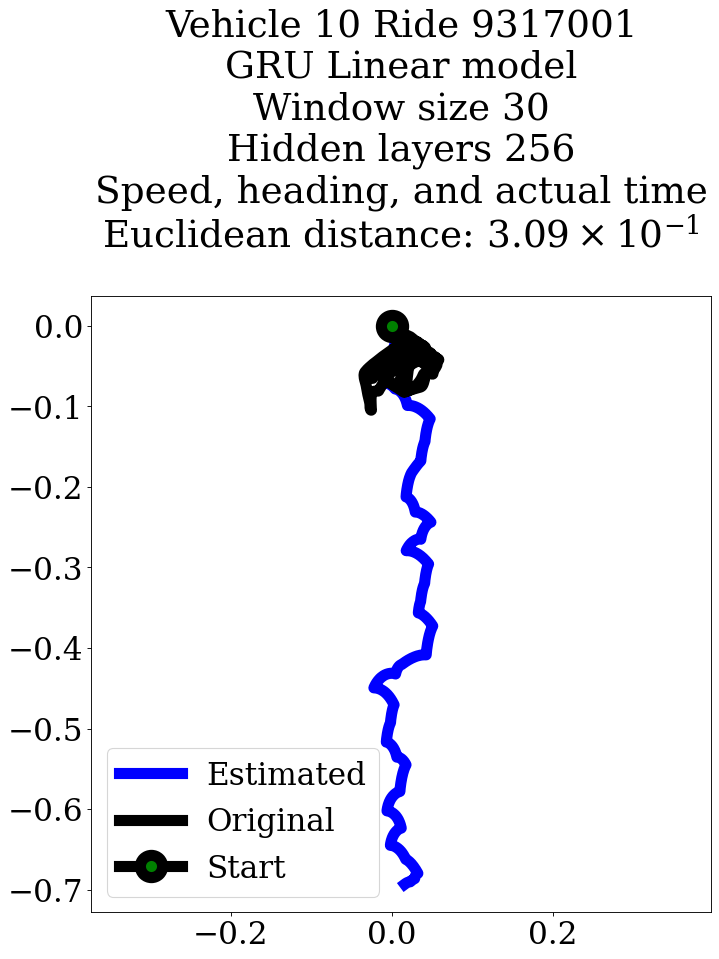 Vehicle 10 Ride 9317001
GRU Linear model
Window size 30
Hidden layers 256
Speed, heading, and actual time
Euclidean distance: 3.09 × 10⁻¹
0.0
−0.1
−0.2
−0.3
−0.4
−0.5
−0.6
−0.7
Estimated
Original
Start
−0.2 0.0 0.2